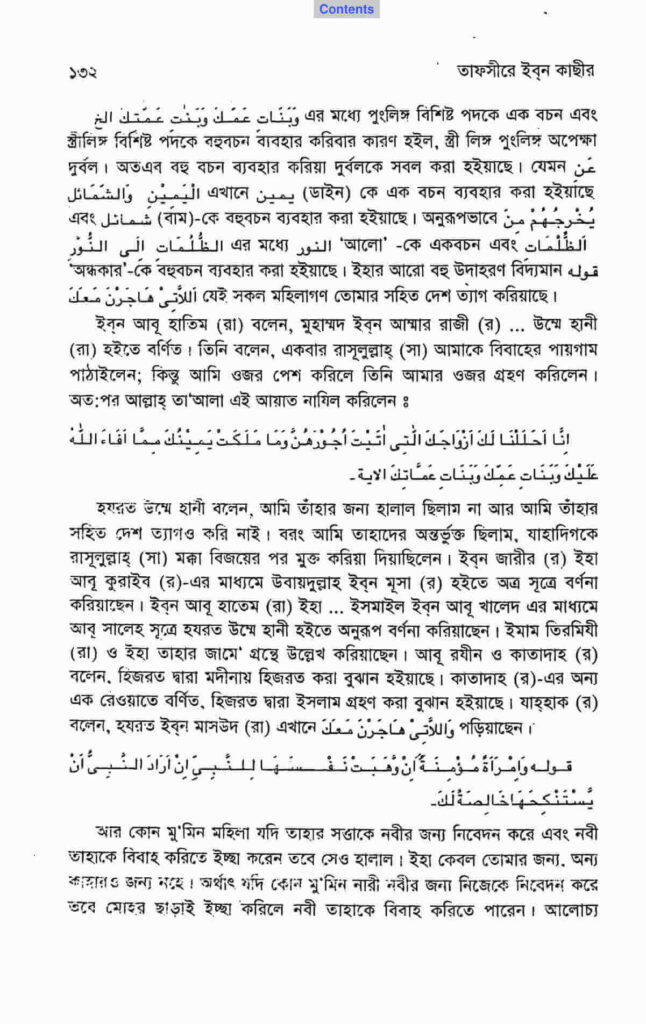 Contents
১৩২ তাফসীরে ইব্‌ন কাছীর
وَبَنَاتِ عَمِّكَ وَبَنٰتِ عَمّٰتِكَ الخ এর মধ্যে পুংলিঙ্গ বিশিষ্ট পদকে এক বচন এবং
স্ত্রীলিঙ্গ বিশিষ্ট পদকে বহুবচন ব্যবহার করিবার কারণ হইল, স্ত্রী লিঙ্গ পুংলিঙ্গ অপেক্ষা
দুর্বল। অতএব বহু বচন ব্যবহার করিয়া দুর্বলকে সবল করা হইয়াছে। যেমন عَنِ
الْيَمِيْنِ وَالشَّمَائِل এখানে يمين (ডাইন) কে এক বচন ব্যবহার করা হইয়াছে
এবং شمائل (বাম)-কে বহুবচন ব্যবহার করা হইয়াছে। অনুরূপভাবে يُخْرِجُهُمْ مِنَ
الظُّلُمَاتِ اِلَى النُّوْرِ এর মধ্যে النور ‘আলো’ -কে একবচন এবং الظُّلُمَات
‘অন্ধকার’-কে বহুবচন ব্যবহার করা হইয়াছে। ইহার আরো বহু উদাহরণ বিদ্যমান قوله
اَللاَّتِىْ هَاجَرْنَ مَعَكَ যেই সকল মহিলাগণ তোমার সহিত দেশ ত্যাগ করিয়াছে।
ইব্‌ন আবূ হাতিম (রা) বলেন, মুহাম্মদ ইব্‌ন আম্মার রাজী (র) ... উম্মে হানী
(রা) হইতে বর্ণিত। তিনি বলেন, একবার রাসূলুল্লাহ্ (সা) আমাকে বিবাহের পায়গাম
পাঠাইলেন; কিন্তু আমি ওজর পেশ করিলে তিনি আমার ওজর গ্রহণ করিলেন।
অত:পর আল্লাহ্ তা‘আলা এই আয়াত নাযিল করিলেন ঃ
اِنَّا اَحْلَلْنَا لَكَ اَزْوَاجَكَ الّٰتِى اٰتَيْتَ اُجُوْرَهُنَّ وَمَا مَلَكَتْ يَمِيْنُكَ مِمَّا اَفَاءَ اللّٰهُ
عَلَيْكَ وَبَنَاتِ عَمِّكَ وَبَنَاتِ عَمَّاتِكَ الاية -
হযরত উম্মে হানী বলেন, আমি তাঁহার জন্য হালাল ছিলাম না আর আমি তাঁহার
সহিত দেশ ত্যাগও করি নাই। বরং আমি তাহাদের অন্তর্ভুক্ত ছিলাম, যাহাদিগকে
রাসূলুল্লাহ্ (সা) মক্কা বিজয়ের পর মুক্ত করিয়া দিয়াছিলেন। ইব্‌ন জারীর (র) ইহা
আবূ কুরাইব (র)-এর মাধ্যমে উবায়দুল্লাহ ইব্‌ন মূসা (র) হইতে অত্র সূত্রে বর্ণনা
করিয়াছেন। ইব্‌ন আবূ হাতেম (রা) ইহা ... ইসমাইল ইব্‌ন আবূ খালেদ এর মাধ্যমে
আবূ সালেহ্ সূত্রে হযরত উম্মে হানী হইতে অনুরূপ বর্ণনা করিয়াছেন। ইমাম তিরমিযী
(রা) ও ইহা তাহার জামে‘ গ্রন্থে উল্লেখ করিয়াছেন। আবূ রযীন ও কাতাদাহ (র)
বলেন, হিজরত দ্বারা মদীনায় হিজরত করা বুঝান হইয়াছে। কাতাদাহ (র)-এর অন্য
এক রেওয়াতে বর্ণিত, হিজরত দ্বারা ইসলাম গ্রহণ করা বুঝান হইয়াছে। যাহ্‌হাক (র)
বলেন, হযরত ইব্‌ন মাসউদ (রা) এখানে وَاللاَّتِىْ هَاجَرْنَ مَعَكَ পড়িয়াছেন।
قوله وَامْرَاَةً مُؤْمِنَةً اَنْ وَّهَبَتْ نَفْسَهَا لِلنَّبِىِّ اِنْ اَرَادَ النَّبِىُّ اَنْ
يَّسْتَنْكِحَهَا خَالِصَةً لَكَ-
আর কোন মু’মিন মহিলা যদি তাহার সত্তাকে নবীর জন্য নিবেদন করে এবং নবী
তাহাকে বিবাহ করিতে ইচ্ছা করেন তবে সেও হালাল। ইহা কেবল তোমার জন্য, অন্য
কাহারও জন্য নহে। অর্থাৎ যদি কোন মু’মিন নারী নবীর জন্য নিজেকে নিবেদন করে
তবে মোহর ছাড়াই ইচ্ছা করিলে নবী তাহাকে বিবাহ করিতে পারেন। আলোচ্য